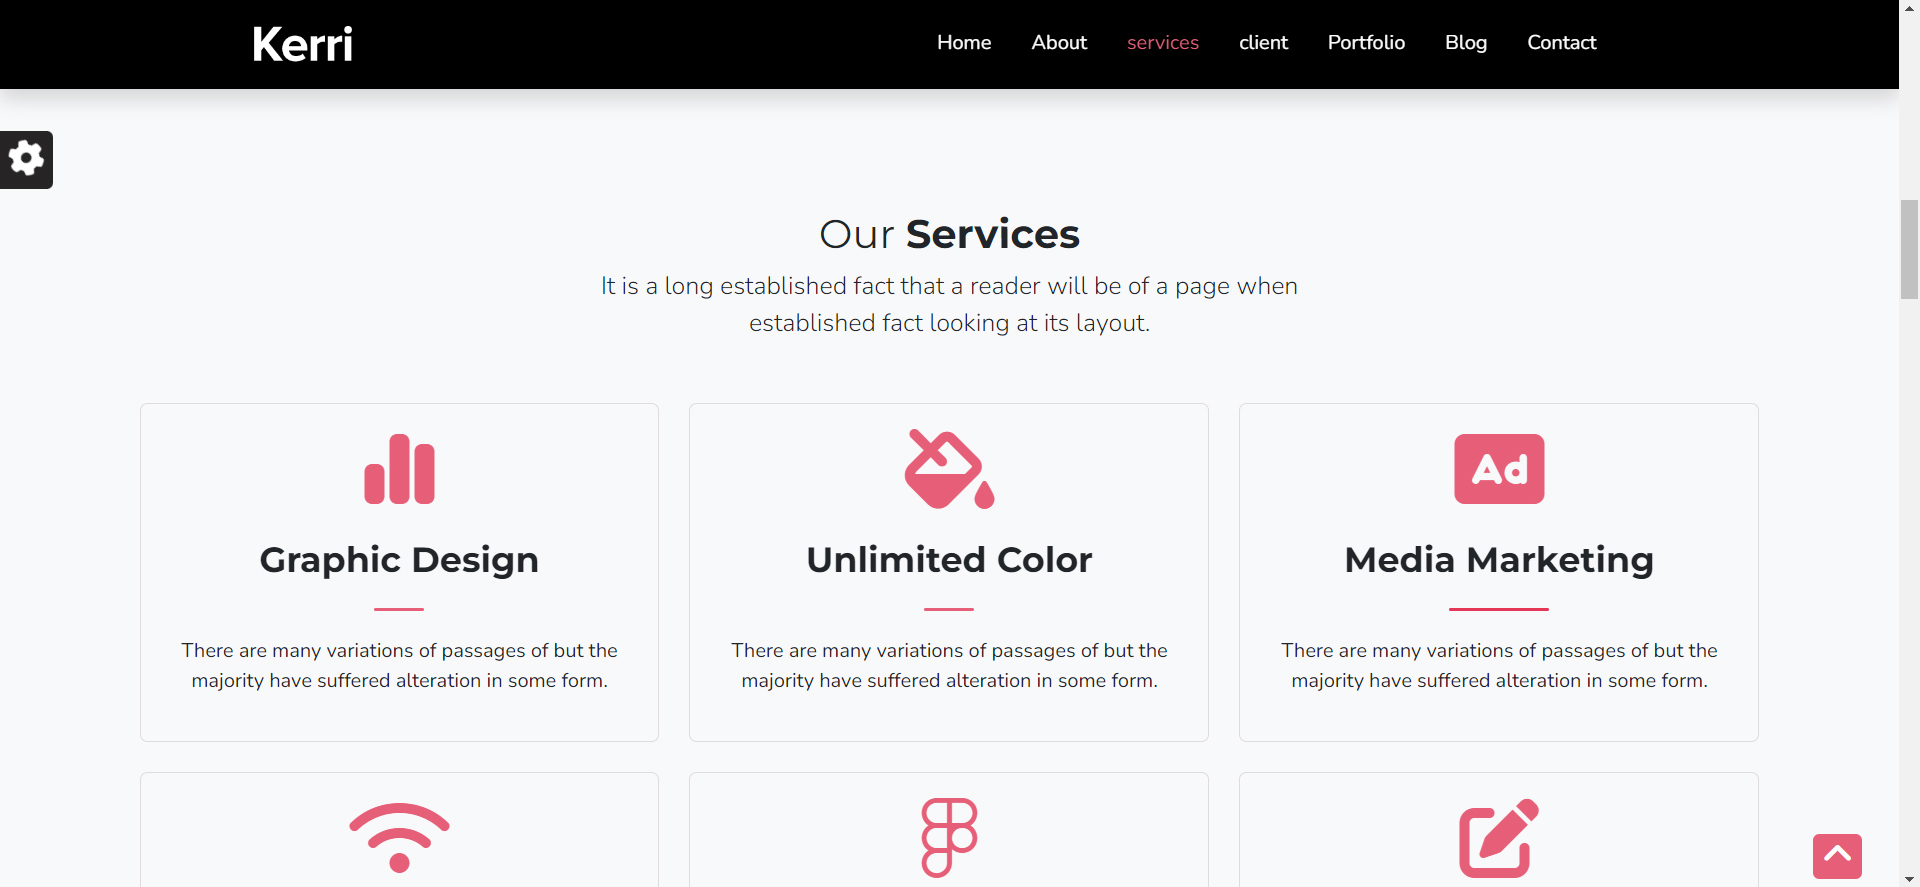 Kerri
Home About services client Portfolio Blog Contact
Our Services
It is a long established fact that a reader will be of a page when
established fact looking at its layout.
Graphic Design
There are many variations of passages of but the
majority have suffered alteration in some form.
Unlimited Color
There are many variations of passages of but the
majority have suffered alteration in some form.
Ad
Media Marketing
There are many variations of passages of but the
majority have suffered alteration in some form.